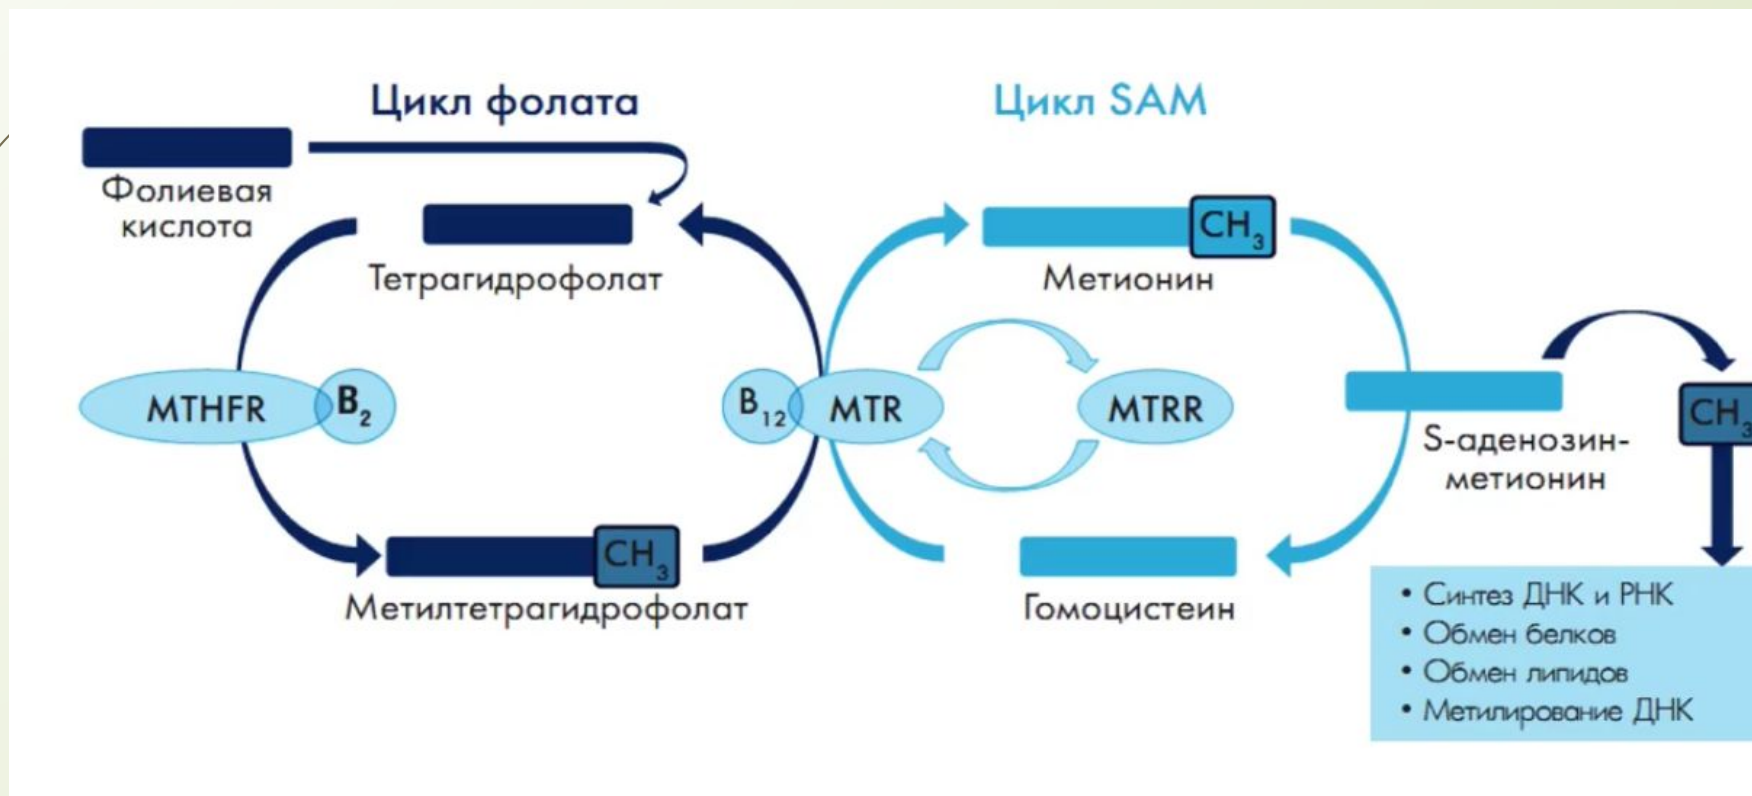 Цикл фолата
Цикл SAM
Фолиевая
кислота
Тетрагидрофолат
CH₃
Метионин
MTHFR
B₂
B₁₂
MTR
MTRR
CH₃
S-аденозин-
метионин
CH₃
Метилтетрагидрофолат
Гомоцистеин
• Синтез ДНК и РНК
• Обмен белков
• Обмен липидов
• Метилирование ДНК